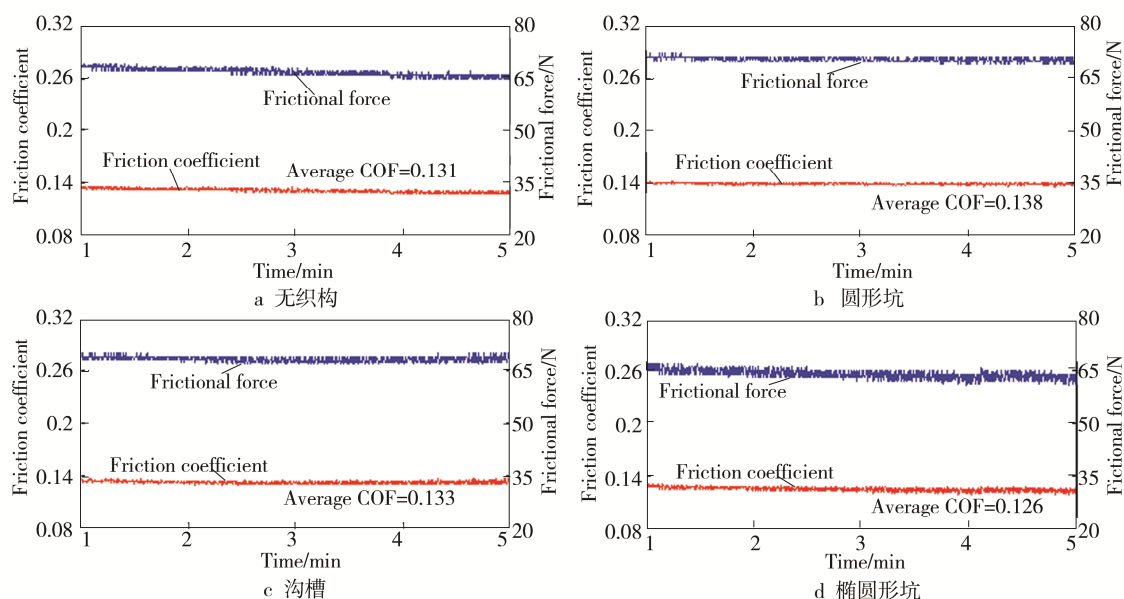 0.32
0.26
0.2
0.14
0.08
Friction coefficient
80
65
50
35
20
Frictional force/N
Frictional force
Friction coefficient
Average COF=0.131
1 2 3 4 5
Time/min
a 无织构
0.32
0.26
0.2
0.14
0.08
Friction coefficient
80
65
50
35
20
Frictional force/N
Frictional force
Friction coefficient
Average COF=0.138
1 2 3 4 5
Time/min
b 圆形坑
0.32
0.26
0.2
0.14
0.08
Friction coefficient
80
65
50
35
20
Frictional force/N
Frictional force
Friction coefficient
Average COF=0.133
1 2 3 4 5
Time/min
c 沟槽
0.32
0.26
0.2
0.14
0.08
Friction coefficient
80
65
50
35
20
Fictional force/N
Frictional force
Friction coefficient
Average COF=0.126
1 2 3 4 5
Time/min
d 椭圆形坑